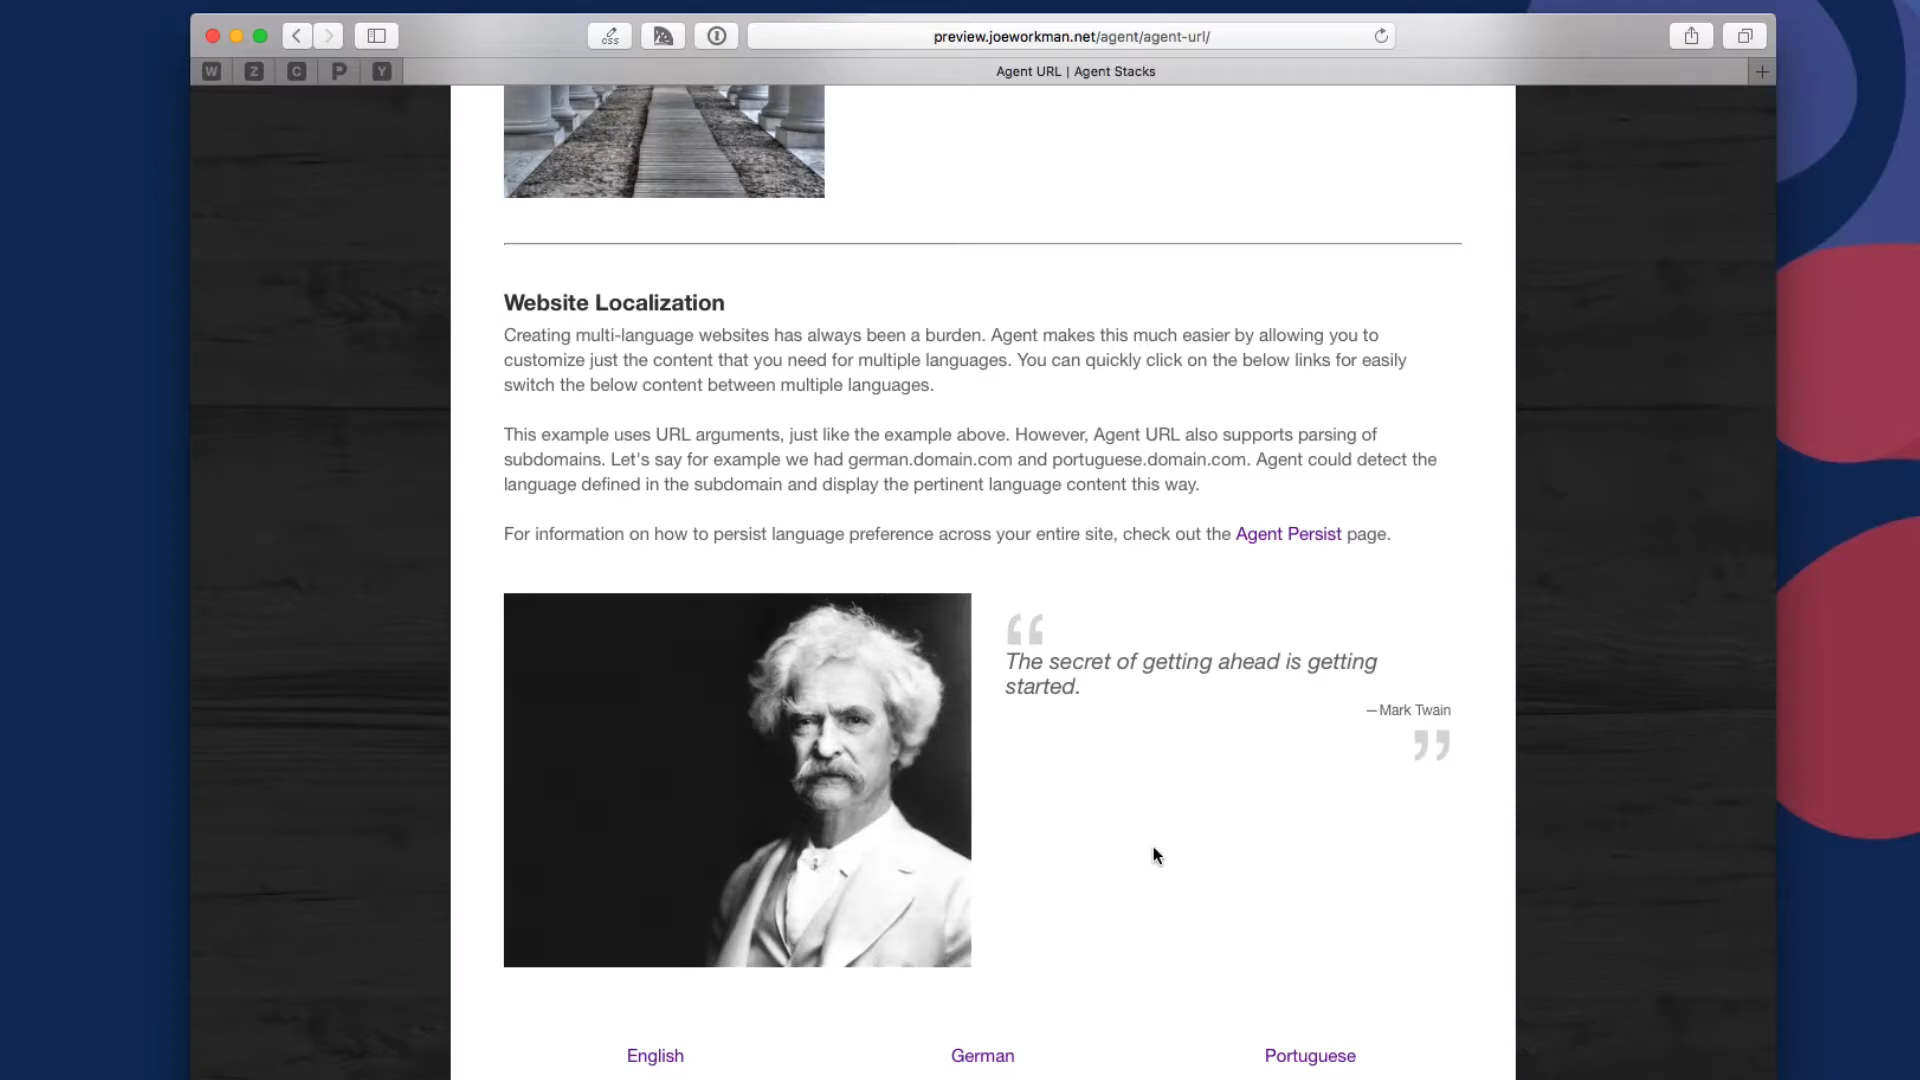 css
preview.joeworkman.net/agent/agent-url/
W Z C P Y
Agent URL | Agent Stacks
Website Localization
Creating multi-language websites has always been a burden. Agent makes this much easier by allowing you to
customize just the content that you need for multiple languages. You can quickly click on the below links for easily
switch the below content between multiple languages.
This example uses URL arguments, just like the example above. However, Agent URL also supports parsing of
subdomains. Let's say for example we had german.domain.com and portuguese.domain.com. Agent could detect the
language defined in the subdomain and display the pertinent language content this way.
For information on how to persist language preference across your entire site, check out the Agent Persist page.
“
The secret of getting ahead is getting
started.
—Mark Twain
”
English German Portuguese